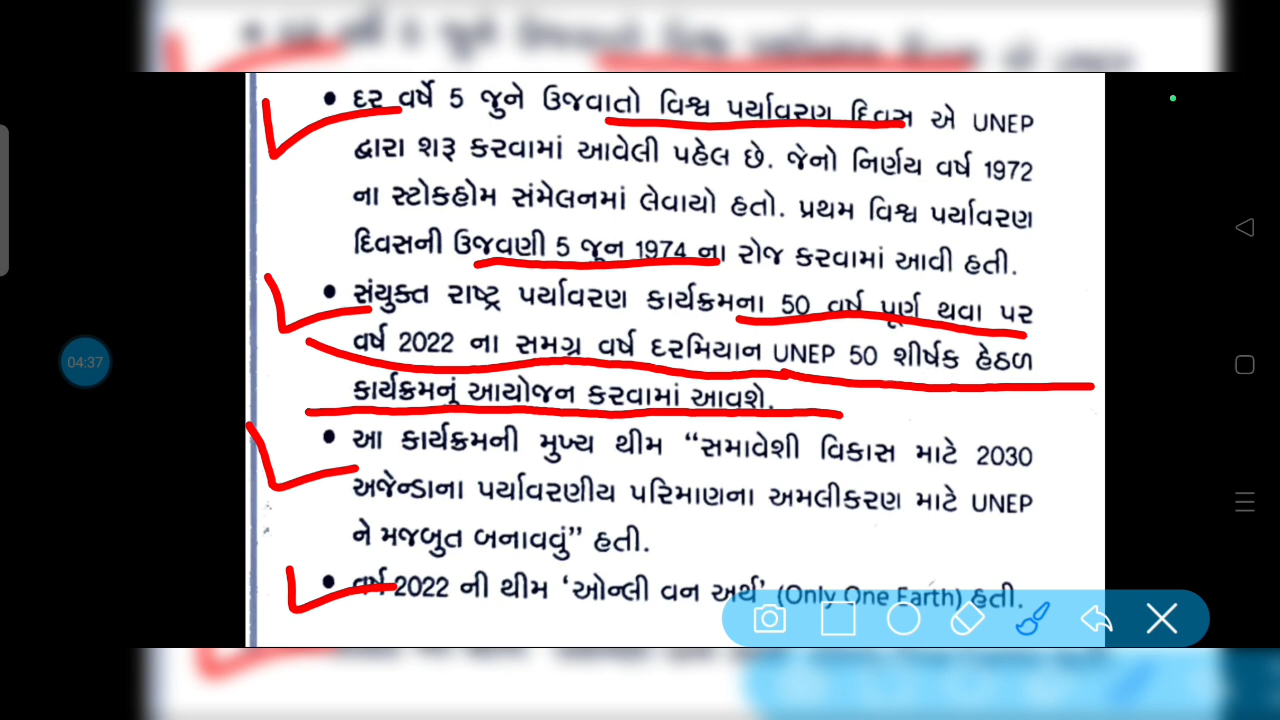 • દર વર્ષે 5 જુને ઉજવાતો વિશ્વ પર્યાવરણ દિવસ એ UNEP
દ્વારા શરૂ કરવામાં આવેલી પહેલ છે. જેનો નિર્ણય વર્ષ 1972
ના સ્ટોકહોમ સંમેલનમાં લેવાયો હતો. પ્રથમ વિશ્વ પર્યાવરણ
દિવસની ઉજવણી 5 જૂન 1974 ના રોજ કરવામાં આવી હતી.
• સંયુક્ત રાષ્ટ્ર પર્યાવરણ કાર્યક્રમના 50 વર્ષ પૂર્ણ થવા પર
વર્ષ 2022 ના સમગ્ર વર્ષ દરમિયાન UNEP 50 શીર્ષક હેઠળ
કાર્યક્રમનું આયોજન કરવામાં આવશે.
• આ કાર્યક્રમની મુખ્ય થીમ “સમાવેશી વિકાસ માટે 2030
અજેન્ડાના પર્યાવરણીય પરિમાણના અમલીકરણ માટે UNEP
ને મજબુત બનાવવું” હતી.
• વર્ષ 2022 ની થીમ ‘ઓન્લી વન અર્થ’ (Only One Earth) હતી.
04:37